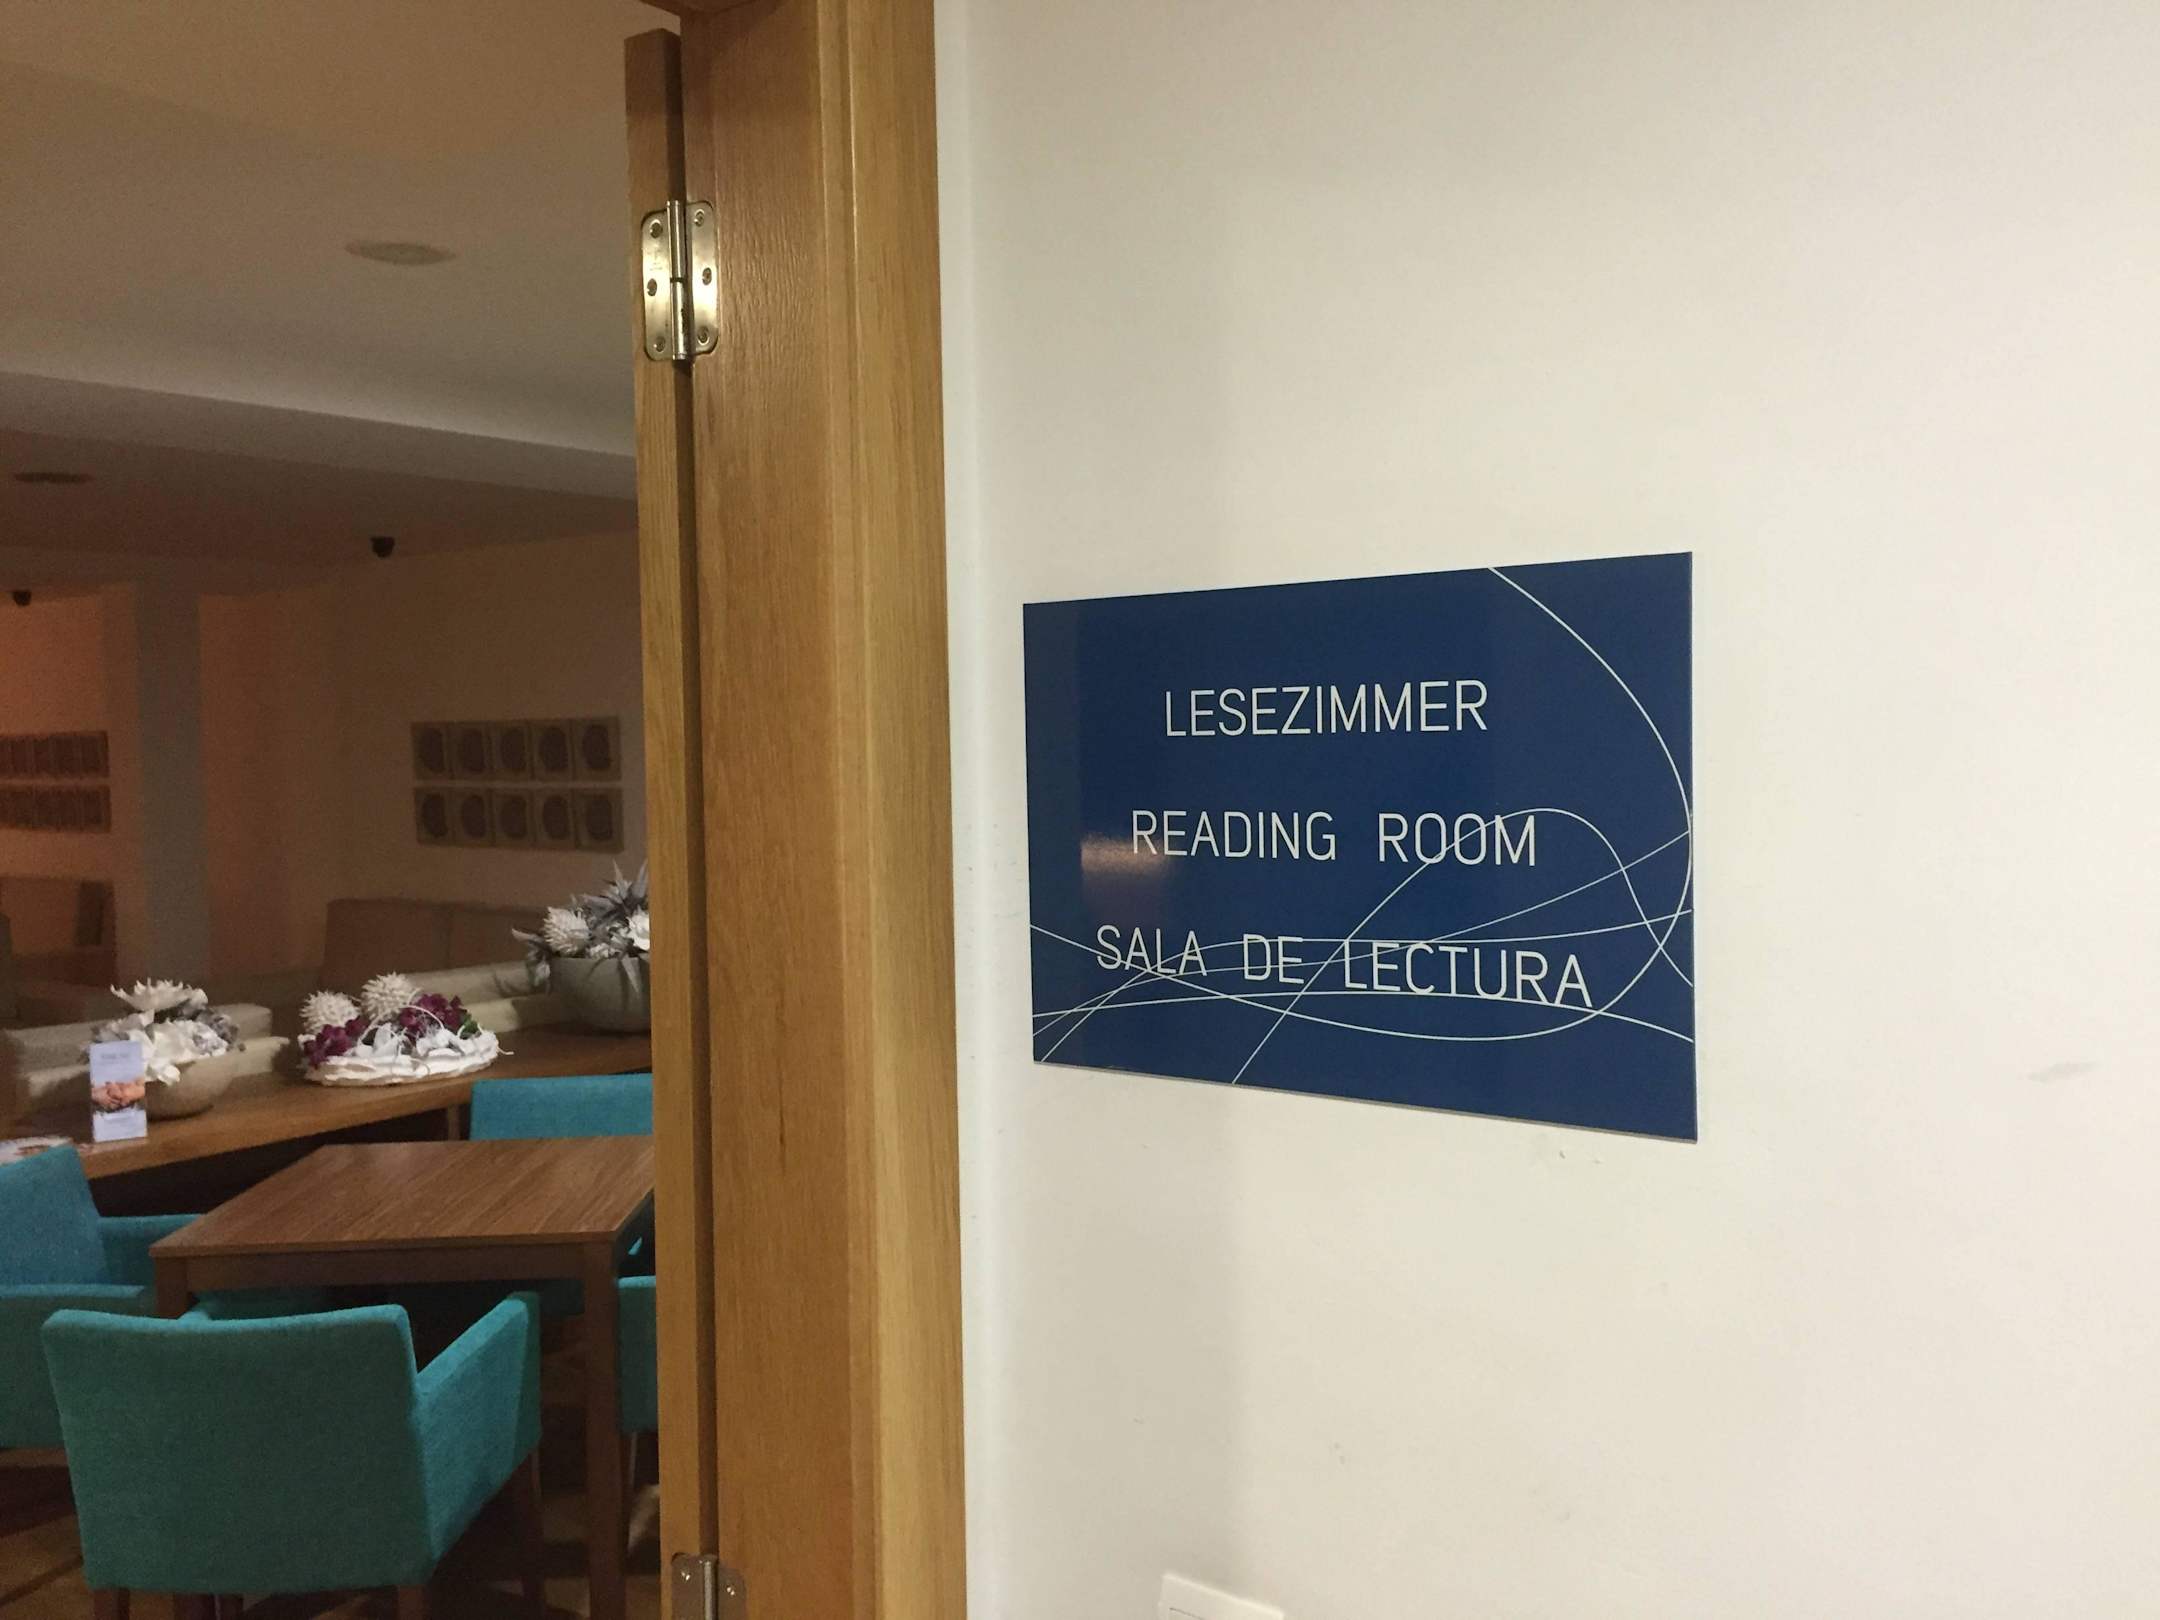 LESEZIMMER
READING ROOM
SALA DE LECTURA